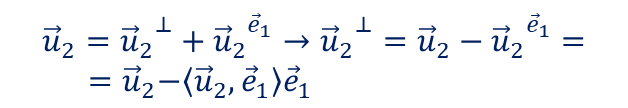 u⃗₂ = u⃗₂^⊥ + u⃗₂^e⃗₁ → u⃗₂^⊥ = u⃗₂ − u⃗₂^e⃗₁ =
= u⃗₂−⟨u⃗₂, e⃗₁⟩e⃗₁